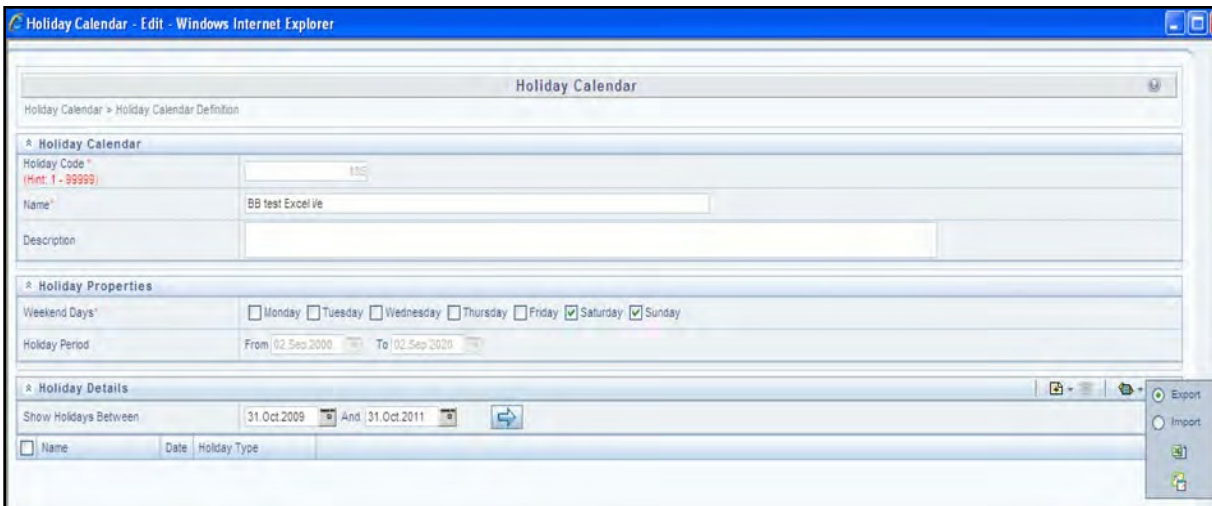 Holiday Calendar - Edit - Windows Internet Explorer
Holiday Calendar
Holiday Calendar > Holiday Calendar Definition
Holiday Calendar
Holiday Code *
(Hint: 1 - 99999)
Name*
BB test Excel ve
Description
Holiday Properties
Weekend Days*
Monday Tuesday Wednesday Thursday Friday Saturday Sunday
Holiday Period
From 02.Sep.2000 To 02.Sep.2020
Holiday Details
Export
Show Holidays Between
31.Oct.2009 And 31.Oct.2011
Import
Name Date Holiday Type